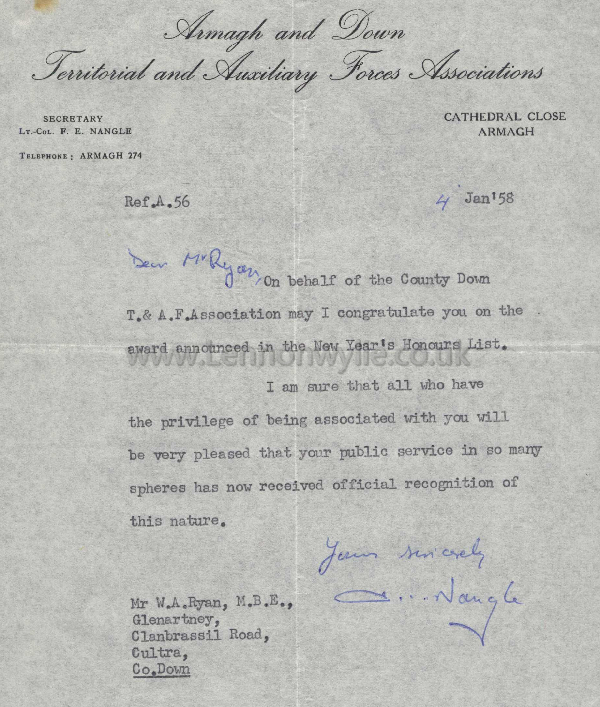 Armagh and Down
Territorial and Auxiliary Forces Associations
SECRETARY
LT.-COL. F. E. NANGLE
TELEPHONE: ARMAGH 274
CATHEDRAL CLOSE
ARMAGH
Ref.A.56
4 Jan'58
Dear Mr Ryan,
On behalf of the County Down
T.& A.F.Association may I congratulate you on the
award announced in the New Year's Honours List.
www.LennonWylie.co.uk
I am sure that all who have
the privilege of being associated with you will
be very pleased that your public service in so many
spheres has now received official recognition of
this nature.
Yours sincerely
Nangle
Mr W.A.Ryan, M.B.E.,
Glenartney,
Clanbrassil Road,
Cultra,
Co.Down